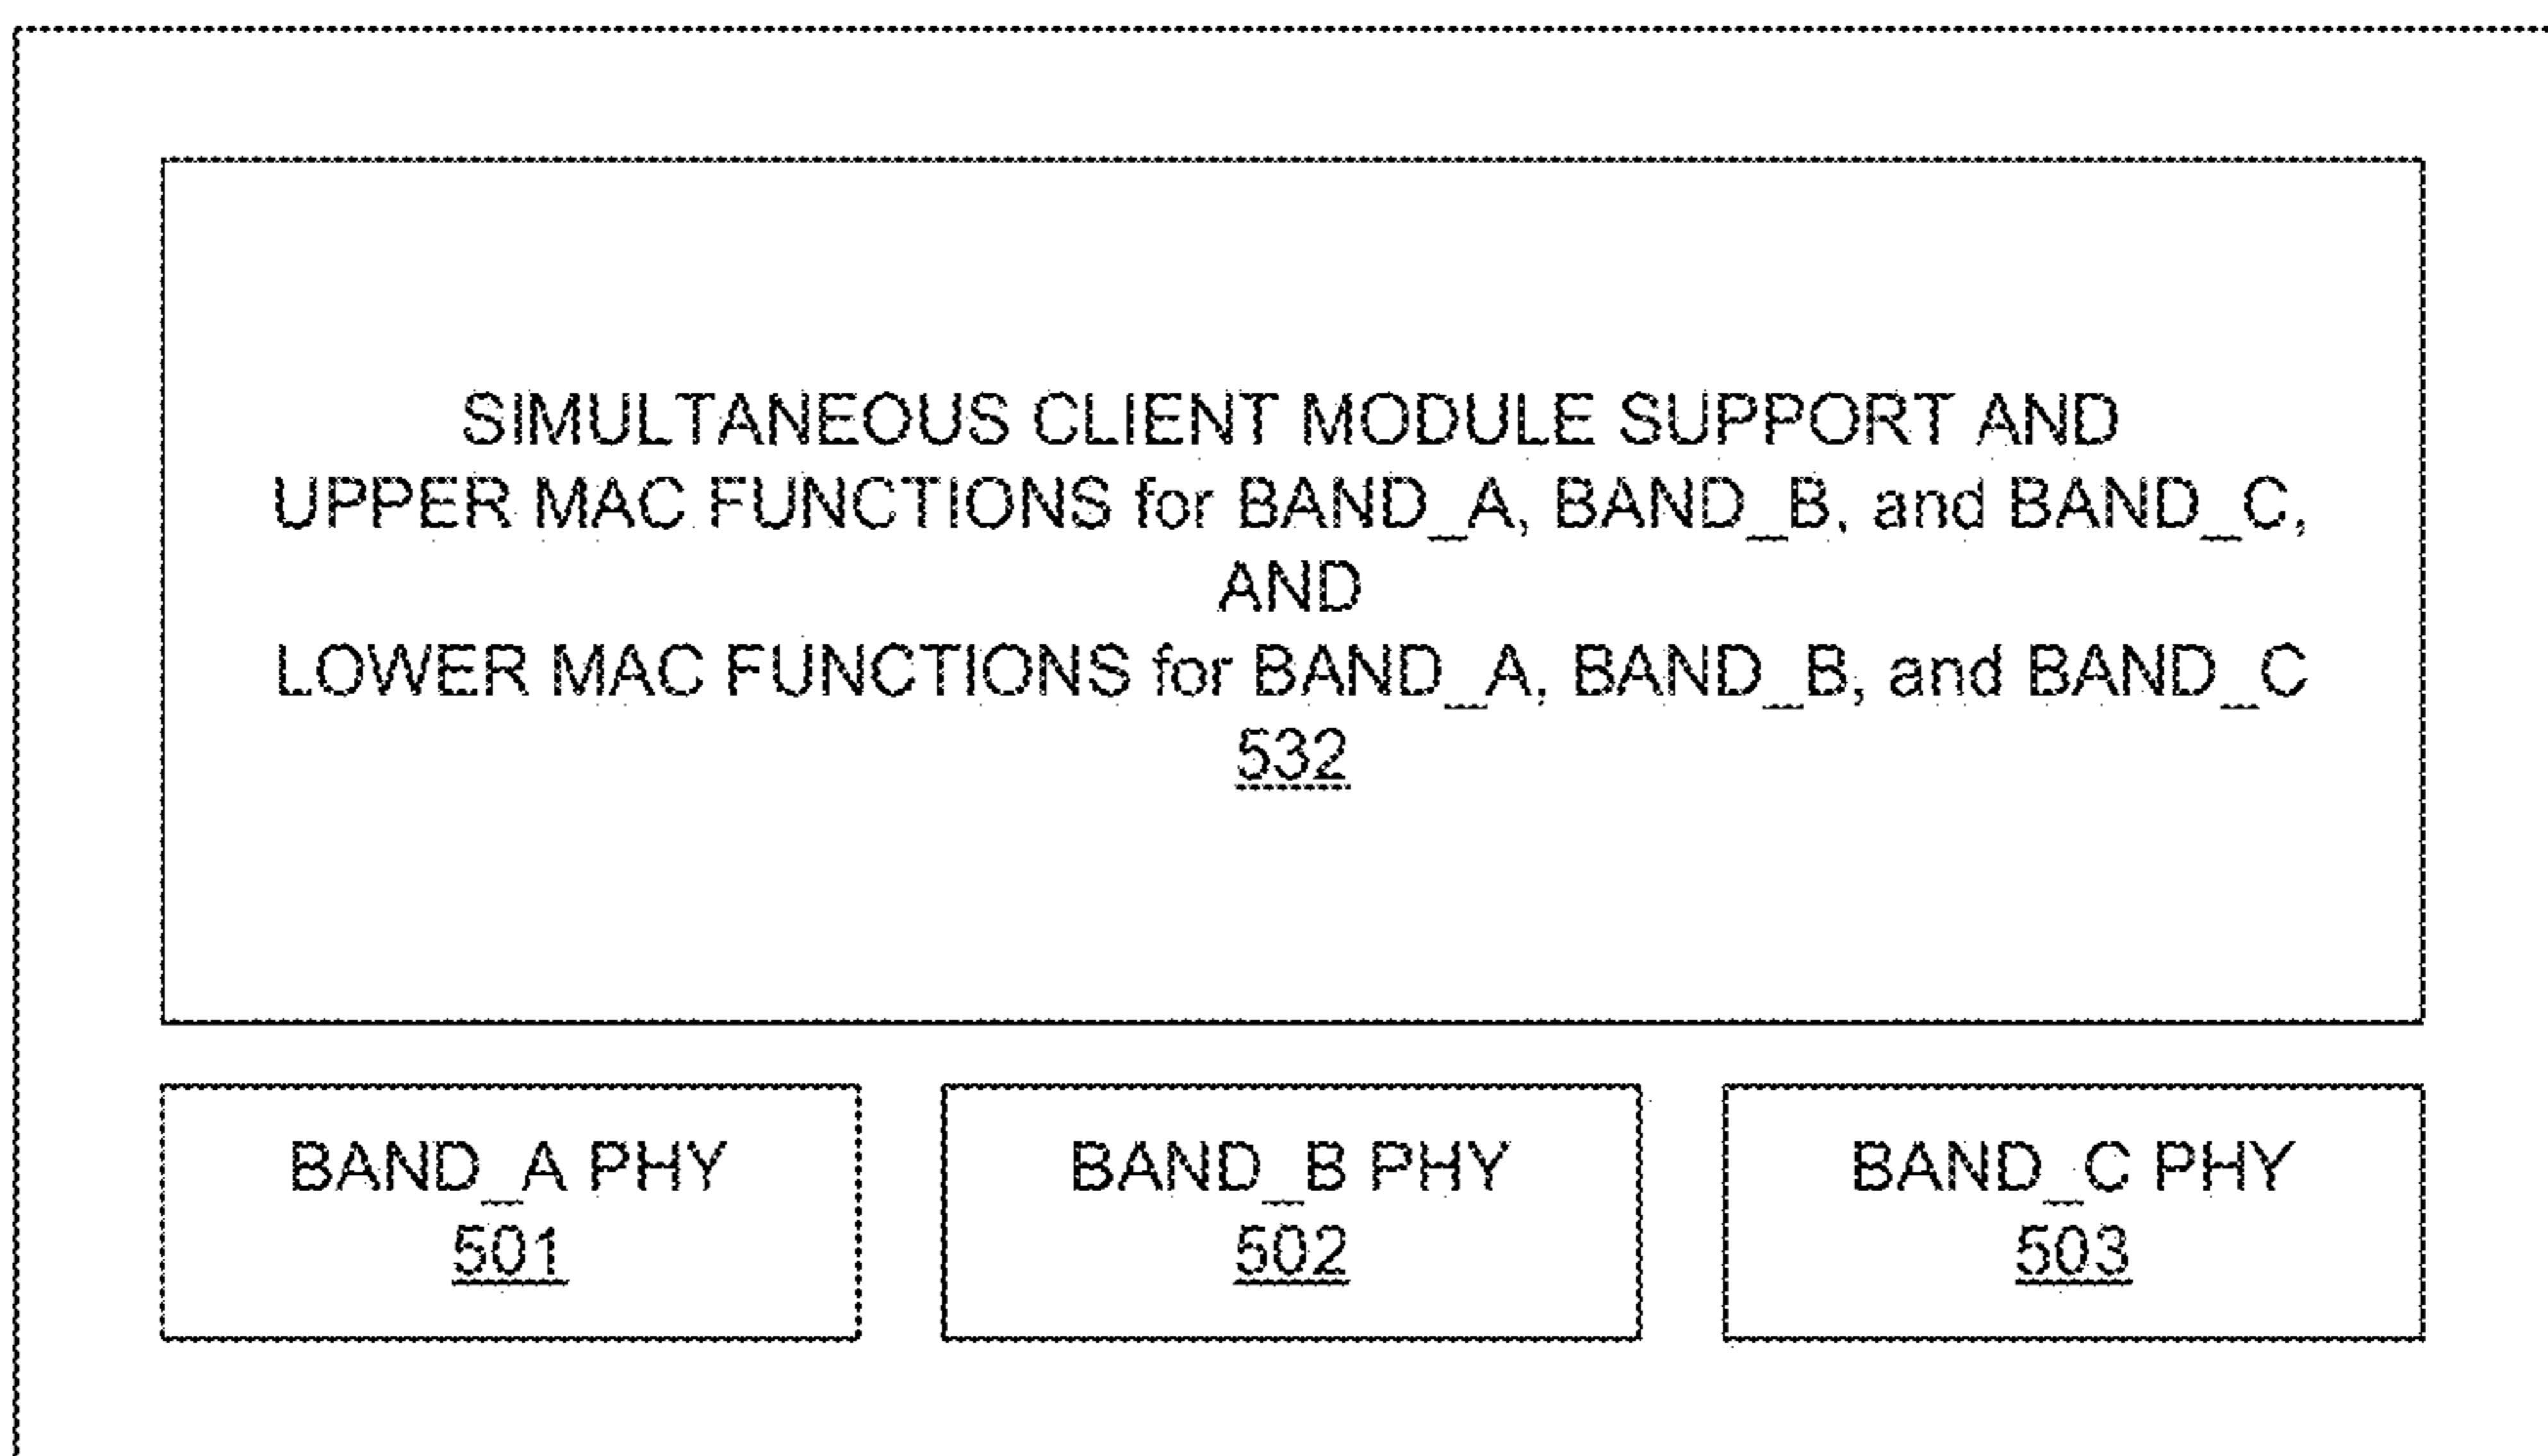 SIMULTANEOUS CLIENT MODULE SUPPORT AND
UPPER MAC FUNCTIONS for BAND_A, BAND_B, and BAND_C,
AND
LOWER MAC FUNCTIONS for BAND_A, BAND_B, and BAND_C
532
BAND_A PHY
501
BAND_B PHY
502
BAND_C PHY
503